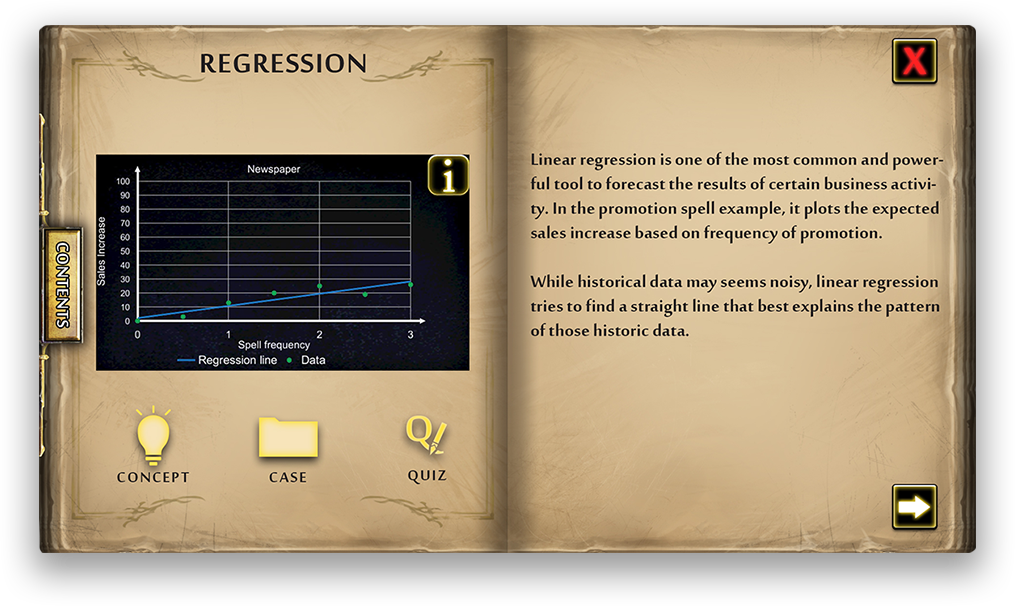 REGRESSION
X
i
Newspaper
100
90
80
70
60
50
40
30
20
10
0
Sales Increase
0 1 2 3
Spell frequency
Regression line Data
CONTENTS
CONCEPT
CASE
Q
QUIZ
Linear regression is one of the most common and power-
ful tool to forecast the results of certain business activi-
ty. In the promotion spell example, it plots the expected
sales increase based on frequency of promotion.
While historical data may seems noisy, linear regression
tries to find a straight line that best explains the pattern
of those historic data.